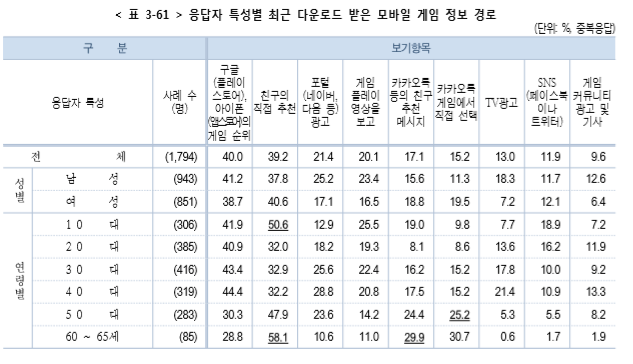 < 표 3-61 > 응답자 특성별 최근 다운로드 받은 모바일 게임 정보 경로
(단위: %, 중복응답)
구 분 보기항목
응답자 특성 사례 수 (명) 구글 (플레이 스토어), 아이폰 (앱스토어)의 게임 순위 친구의 직접 추천 포털 (네이버, 다음 등) 광고 게임 플레이 영상을 보고 카카오톡 등의 친구 추천 메시지 카카오톡 게임에서 직접 선택 TV광고 SNS (페이스북 이나 트위터) 게임 커뮤니티 광고 및 기사
전 체 (1,794) 40.0 39.2 21.4 20.1 17.1 15.2 13.0 11.9 9.6
성별 남 성 (943) 41.2 37.8 25.2 23.4 15.6 11.3 18.3 11.7 12.6
여 성 (851) 38.7 40.6 17.1 16.5 18.8 19.5 7.2 12.1 6.4
연령별 10 대 (306) 41.9 50.6 12.9 25.5 19.0 9.8 7.7 18.9 7.2
20 대 (385) 40.9 32.0 18.2 19.3 8.1 8.6 13.6 16.2 11.9
30 대 (416) 43.4 32.9 25.6 22.4 16.2 15.2 17.8 10.0 9.2
40 대 (319) 44.4 32.2 28.8 20.8 17.5 15.2 21.4 10.9 13.3
50 대 (283) 30.3 47.9 23.6 14.2 24.4 25.2 5.3 5.5 8.2
60 ~ 65세 (85) 28.8 58.1 10.6 11.0 29.9 30.7 0.6 1.7 1.9